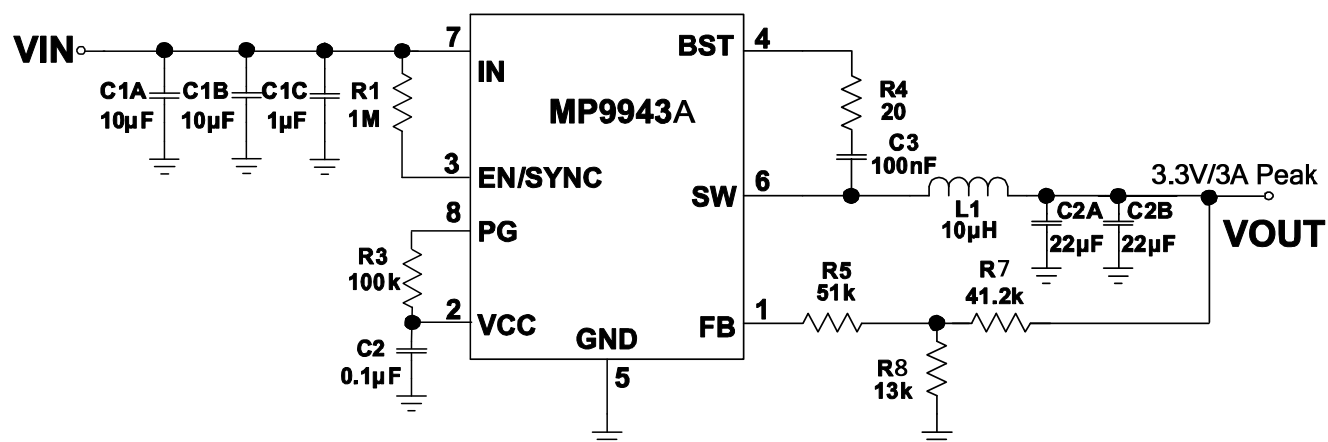 VIN
C1A
10µF
C1B
10µF
C1C
1µF
R1
1M
7
IN
3
EN/SYNC
8
PG
R3
100k
2
VCC
C2
0.1µF
MP9943A
GND
5
BST
4
R4
20
C3
100nF
SW
6
L1
10µH
C2A
22µF
C2B
22µF
3.3V/3A Peak
VOUT
FB
1
R5
51k
R7
41.2k
R8
13k